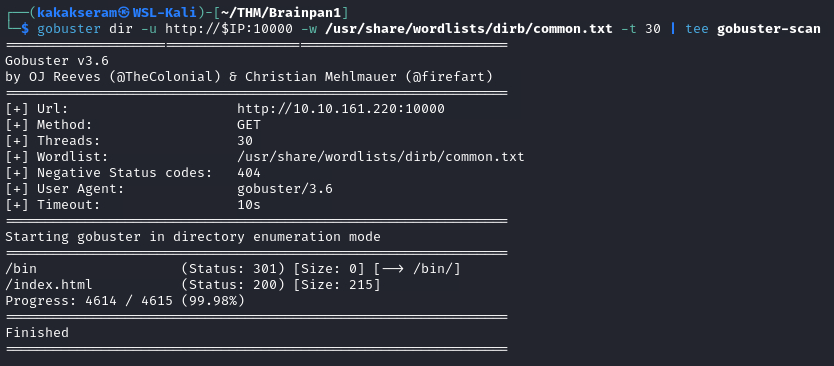 ┌──(kakakseram㉿WSL-Kali)-[~/THM/Brainpan1]
└─$ gobuster dir -u http://$IP:10000 -w /usr/share/wordlists/dirb/common.txt -t 30 | tee gobuster-scan
===============================================================
Gobuster v3.6
by OJ Reeves (@TheColonial) & Christian Mehlmauer (@firefart)
===============================================================
[+] Url:                     http://10.10.161.220:10000
[+] Method:                  GET
[+] Threads:                 30
[+] Wordlist:                /usr/share/wordlists/dirb/common.txt
[+] Negative Status codes:   404
[+] User Agent:              gobuster/3.6
[+] Timeout:                 10s
===============================================================
Starting gobuster in directory enumeration mode
===============================================================
/bin                  (Status: 301) [Size: 0] [--> /bin/]
/index.html           (Status: 200) [Size: 215]
Progress: 4614 / 4615 (99.98%)
===============================================================
Finished
===============================================================